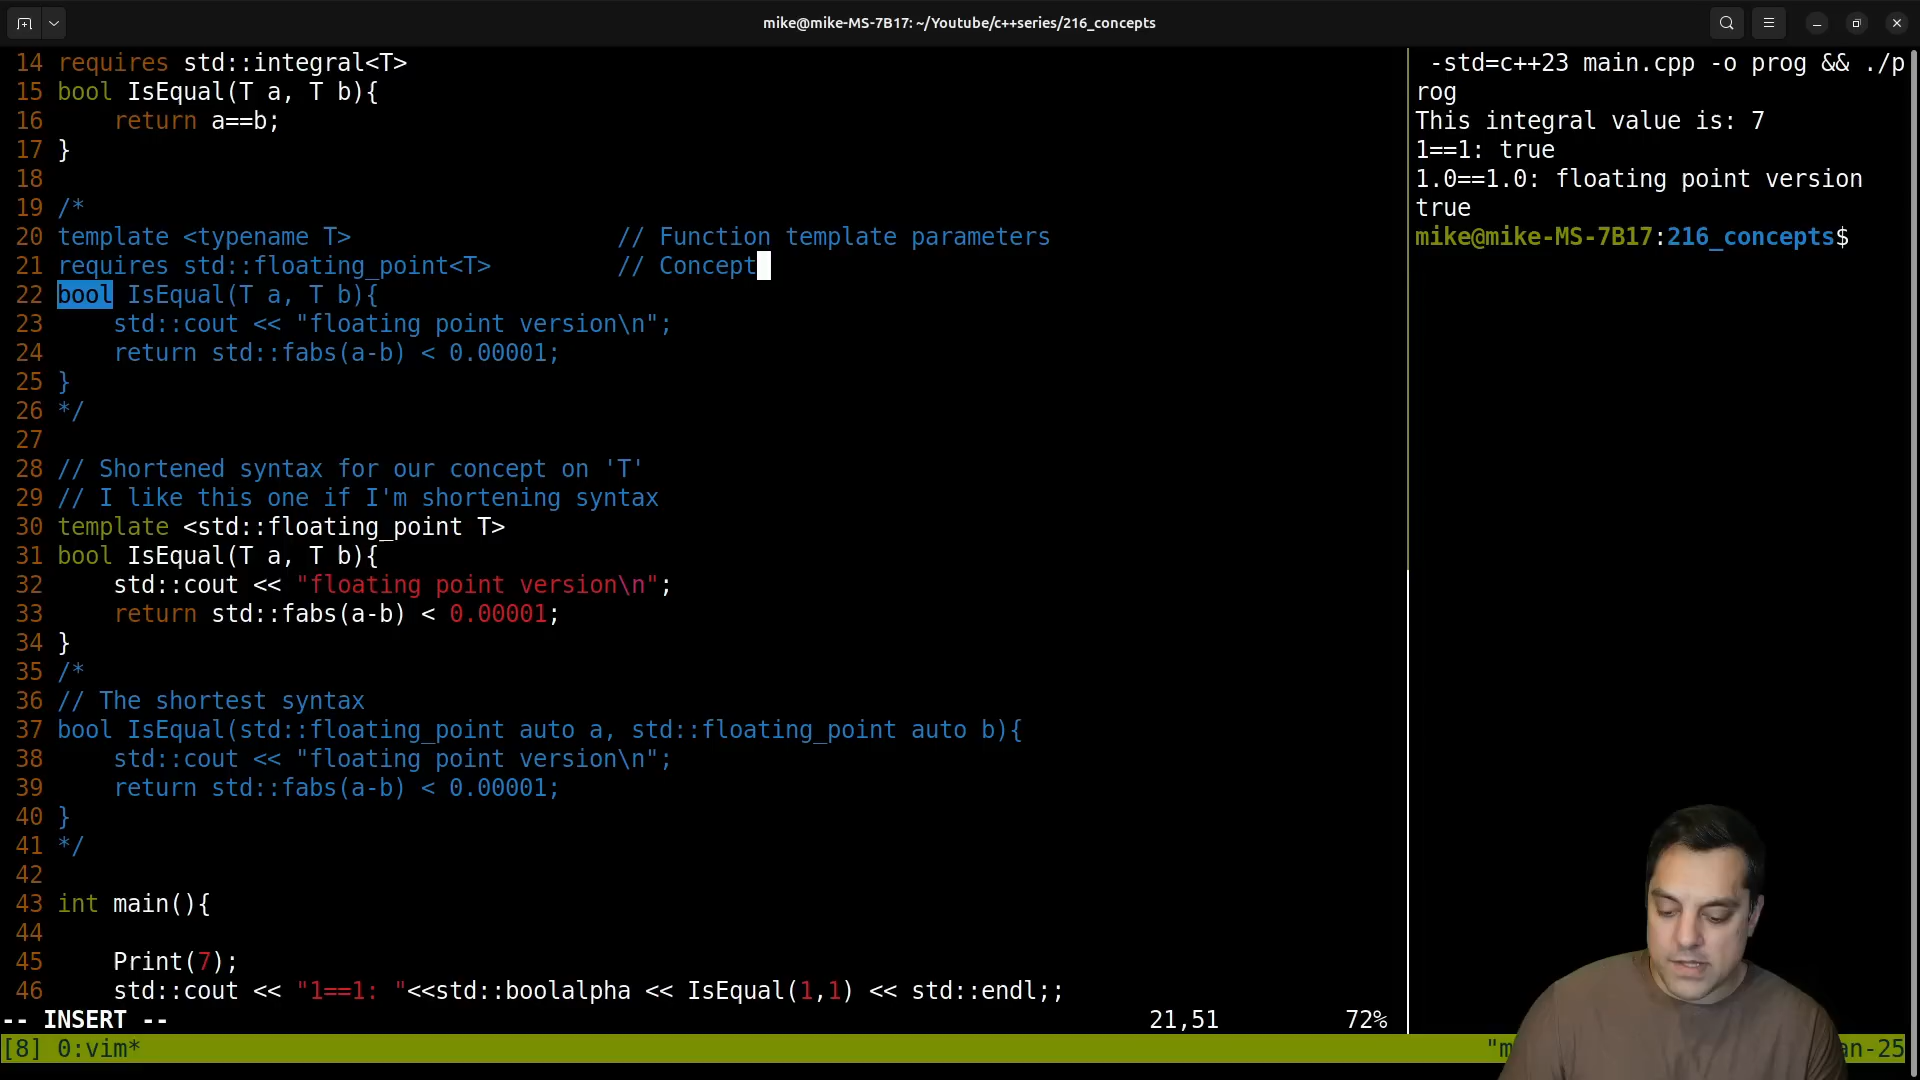 mike@mike-MS-7B17: ~/Youtube/c++series/216_concepts
14 requires std::integral<T>
15 bool IsEqual(T a, T b){
16     return a==b;
17 }
18
19 /*
20 template <typename T>                   // Function template parameters
21 requires std::floating_point<T>         // Concept
22 bool IsEqual(T a, T b){
23     std::cout << "floating point version\n";
24     return std::fabs(a-b) < 0.00001;
25 }
26 */
27
28 // Shortened syntax for our concept on 'T'
29 // I like this one if I'm shortening syntax
30 template <std::floating_point T>
31 bool IsEqual(T a, T b){
32     std::cout << "floating point version\n";
33     return std::fabs(a-b) < 0.00001;
34 }
35 /*
36 // The shortest syntax
37 bool IsEqual(std::floating_point auto a, std::floating_point auto b){
38     std::cout << "floating point version\n";
39     return std::fabs(a-b) < 0.00001;
40 }
41 */
42
43 int main(){
44
45     Print(7);
46     std::cout << "1==1: "<<std::boolalpha << IsEqual(1,1) << std::endl;;
-- INSERT --                    21,51         72%
-std=c++23 main.cpp -o prog && ./p
rog
This integral value is: 7
1==1: true
1.0==1.0: floating point version
true
mike@mike-MS-7B17:216_concepts$
[8] 0:vim* "m an-25